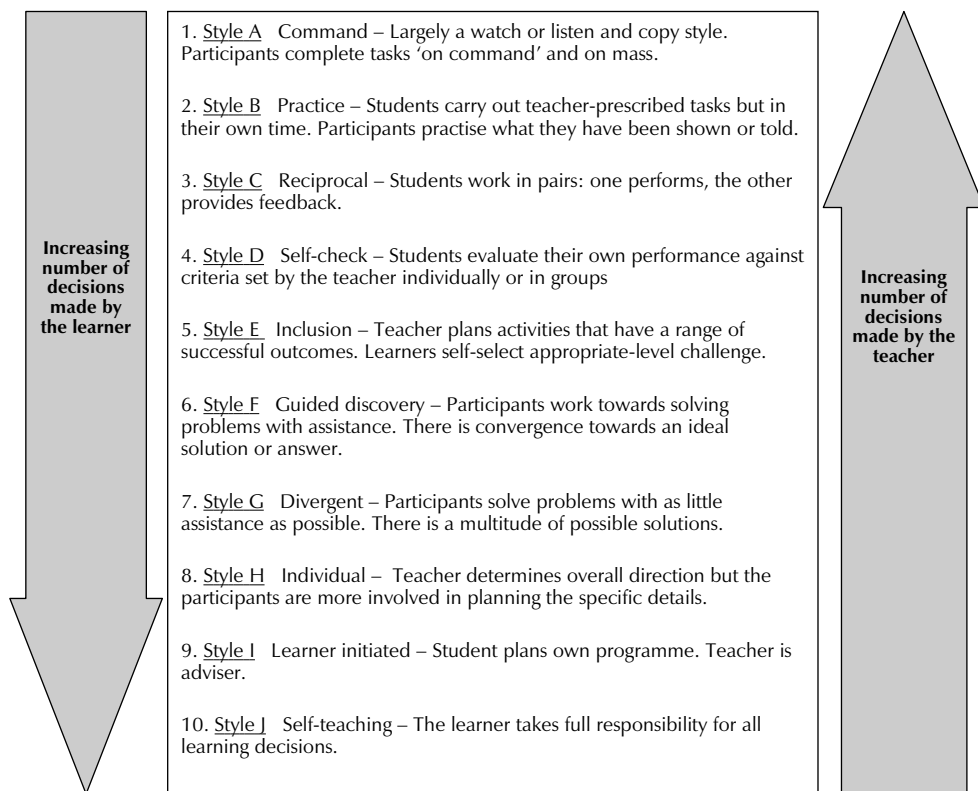 1. Style A Command – Largely a watch or listen and copy style.
Participants complete tasks ‘on command’ and on mass.
2. Style B Practice – Students carry out teacher-prescribed tasks but in
their own time. Participants practise what they have been shown or told.
3. Style C Reciprocal – Students work in pairs: one performs, the other
provides feedback.
4. Style D Self-check – Students evaluate their own performance against
criteria set by the teacher individually or in groups
5. Style E Inclusion – Teacher plans activities that have a range of
successful outcomes. Learners self-select appropriate-level challenge.
6. Style F Guided discovery – Participants work towards solving
problems with assistance. There is convergence towards an ideal
solution or answer.
7. Style G Divergent – Participants solve problems with as little
assistance as possible. There is a multitude of possible solutions.
8. Style H Individual – Teacher determines overall direction but the
participants are more involved in planning the specific details.
9. Style I Learner initiated – Student plans own programme. Teacher is
adviser.
10. Style J Self-teaching – The learner takes full responsibility for all
learning decisions.
Increasing
number of
decisions
made by
the learner
Increasing
number of
decisions
made by the
teacher